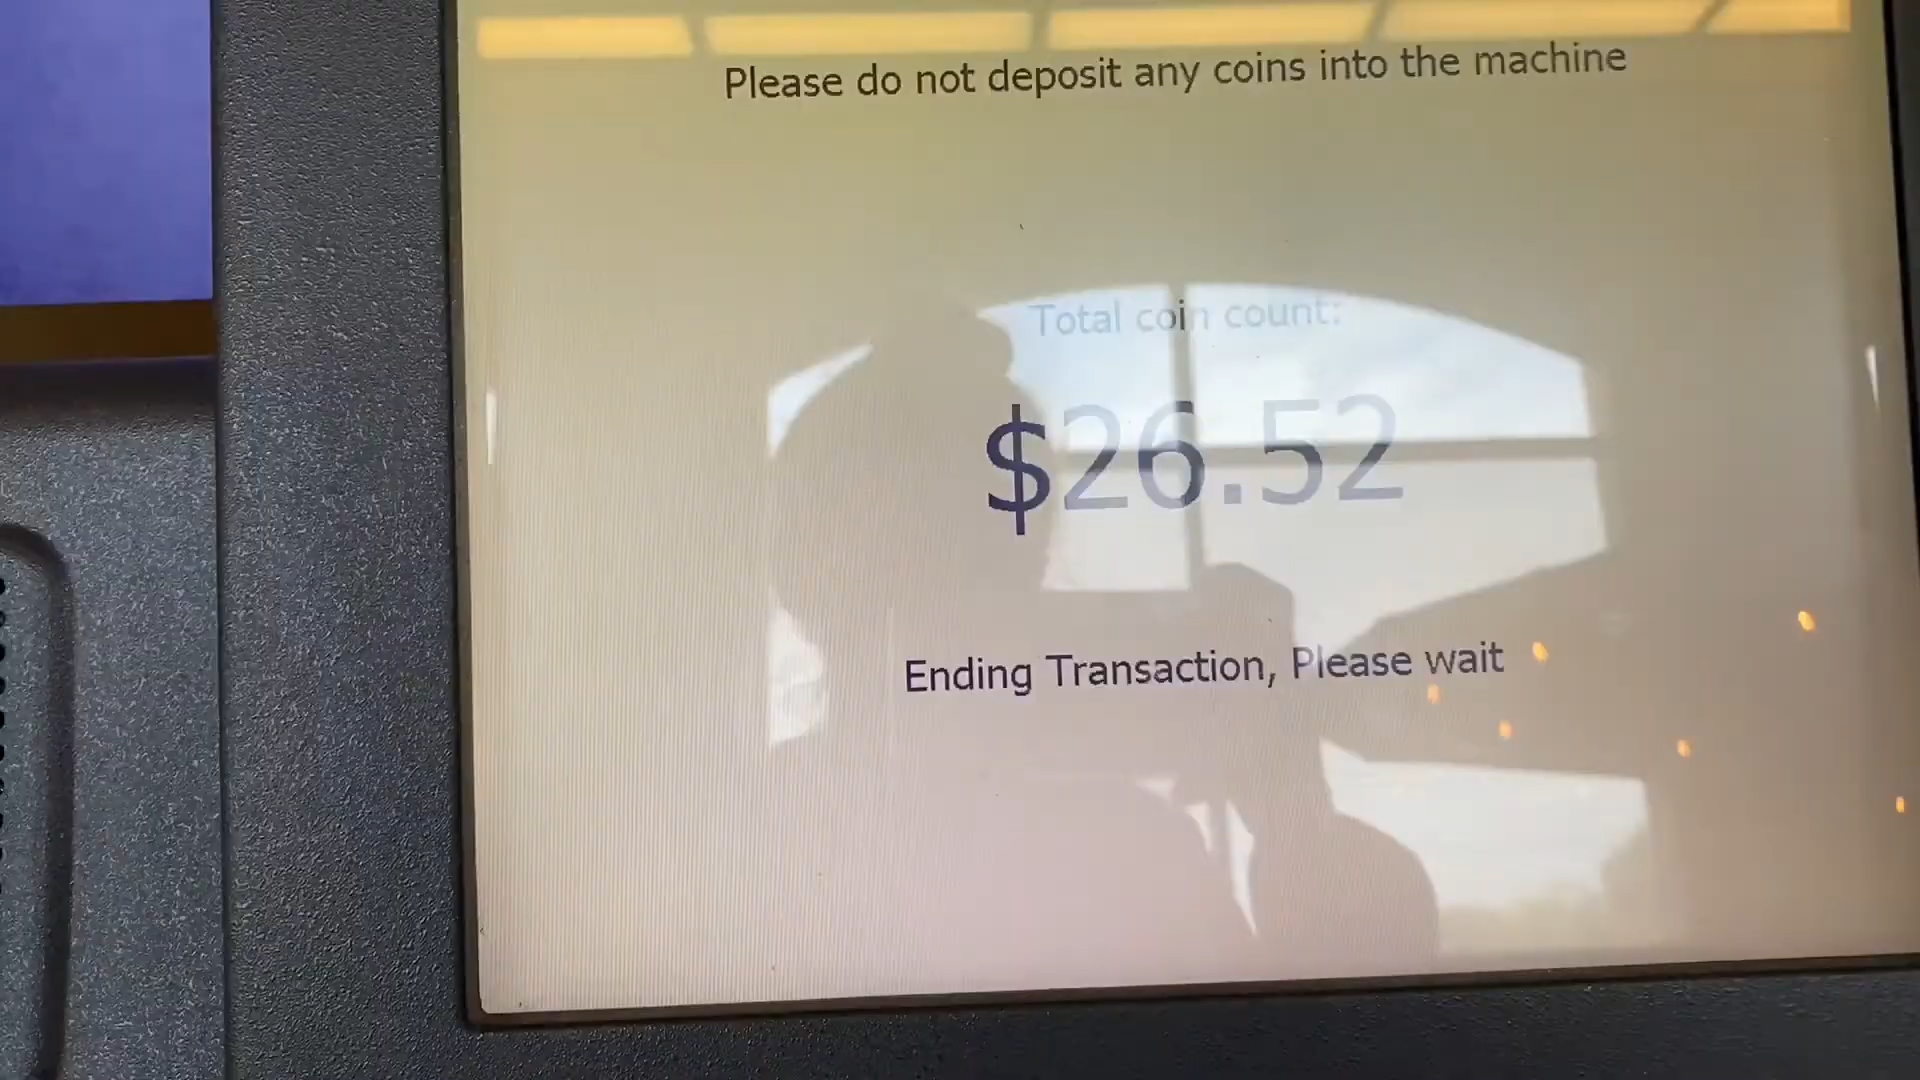 Please do not deposit any coins into the machine
Total coin count:
$26.52
Ending Transaction, Please wait